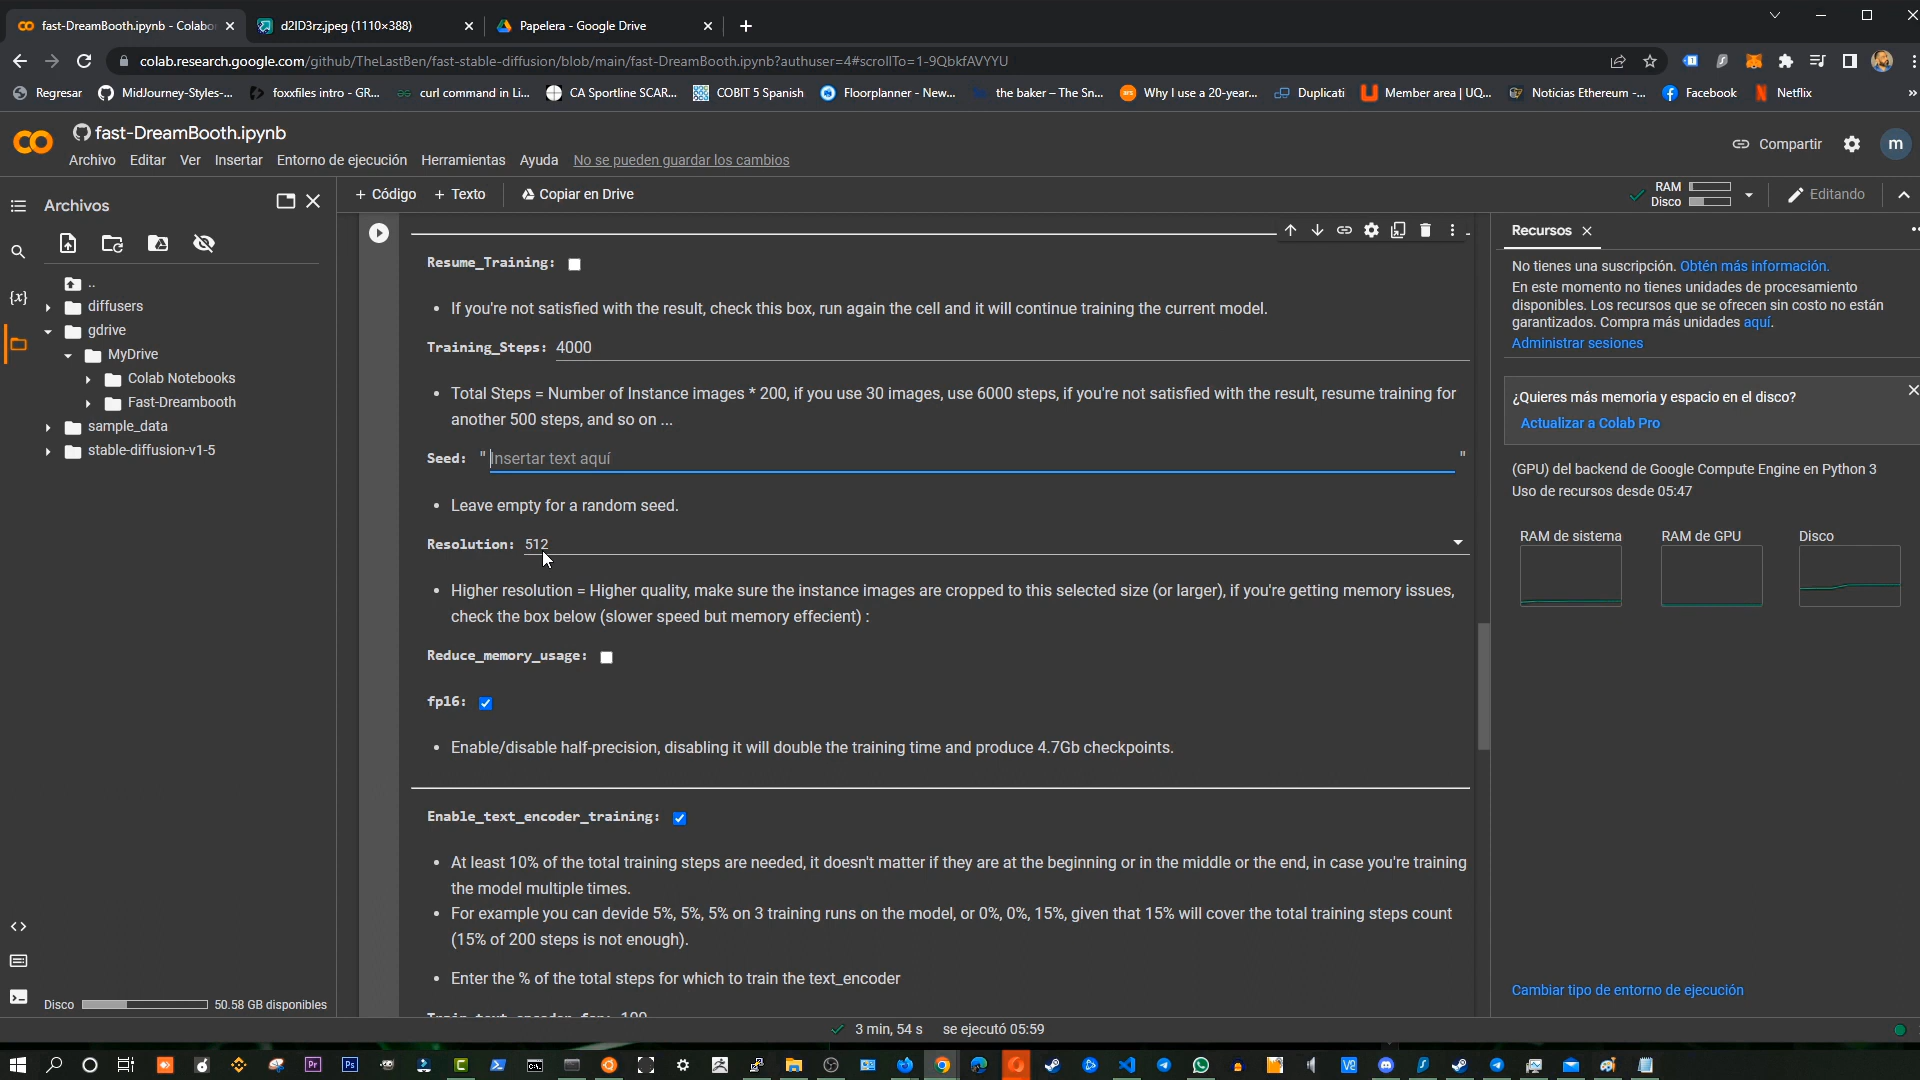 fast-DreamBooth.ipynb - Colabo
d2ID3rz.jpeg (1110×388)
Papelera - Google Drive
colab.research.google.com/github/TheLastBen/fast-stable-diffusion/blob/main/fast-DreamBooth.ipynb?authuser=4#scrollTo=1-9QbkfAVYYU
Regresar
MidJourney-Styles-...
foxxfiles intro - GR...
curl command in Li...
CA Sportline SCAR...
COBIT 5 Spanish
Floorplanner - New...
the baker – The Sn...
Why I use a 20-year...
Duplicati
Member area | UQ...
Noticias Ethereum -...
Facebook
Netflix
»
fast-DreamBooth.ipynb
Archivo Editar Ver Insertar Entorno de ejecución Herramientas Ayuda No se pueden guardar los cambios
Compartir
m
Archivos
+ Código + Texto Copiar en Drive
RAM
Disco
Editando
..
diffusers
gdrive
MyDrive
Colab Notebooks
Fast-Dreambooth
sample_data
stable-diffusion-v1-5
Disco 50.58 GB disponibles
Resume_Training:
• If you're not satisfied with the result, check this box, run again the cell and it will continue training the current model.
Training_Steps: 4000
• Total Steps = Number of Instance images * 200, if you use 30 images, use 6000 steps, if you're not satisfied with the result, resume training for
another 500 steps, and so on ...
Seed: " Insertar text aquí "
• Leave empty for a random seed.
Resolution: 512
• Higher resolution = Higher quality, make sure the instance images are cropped to this selected size (or larger), if you're getting memory issues,
check the box below (slower speed but memory effecient) :
Reduce_memory_usage:
fp16:
• Enable/disable half-precision, disabling it will double the training time and produce 4.7Gb checkpoints.
Enable_text_encoder_training:
• At least 10% of the total training steps are needed, it doesn't matter if they are at the beginning or in the middle or the end, in case you're training
the model multiple times.
• For example you can devide 5%, 5%, 5% on 3 training runs on the model, or 0%, 0%, 15%, given that 15% will cover the total training steps count
(15% of 200 steps is not enough).
• Enter the % of the total steps for which to train the text_encoder
Train_text_encoder_for: 100
Recursos
No tienes una suscripción. Obtén más información.
En este momento no tienes unidades de procesamiento
disponibles. Los recursos que se ofrecen sin costo no están
garantizados. Compra más unidades aquí.
Administrar sesiones
¿Quieres más memoria y espacio en el disco?
Actualizar a Colab Pro
(GPU) del backend de Google Compute Engine en Python 3
Uso de recursos desde 05:47
RAM de sistema
RAM de GPU
Disco
Cambiar tipo de entorno de ejecución
3 min, 54 s se ejecutó 05:59